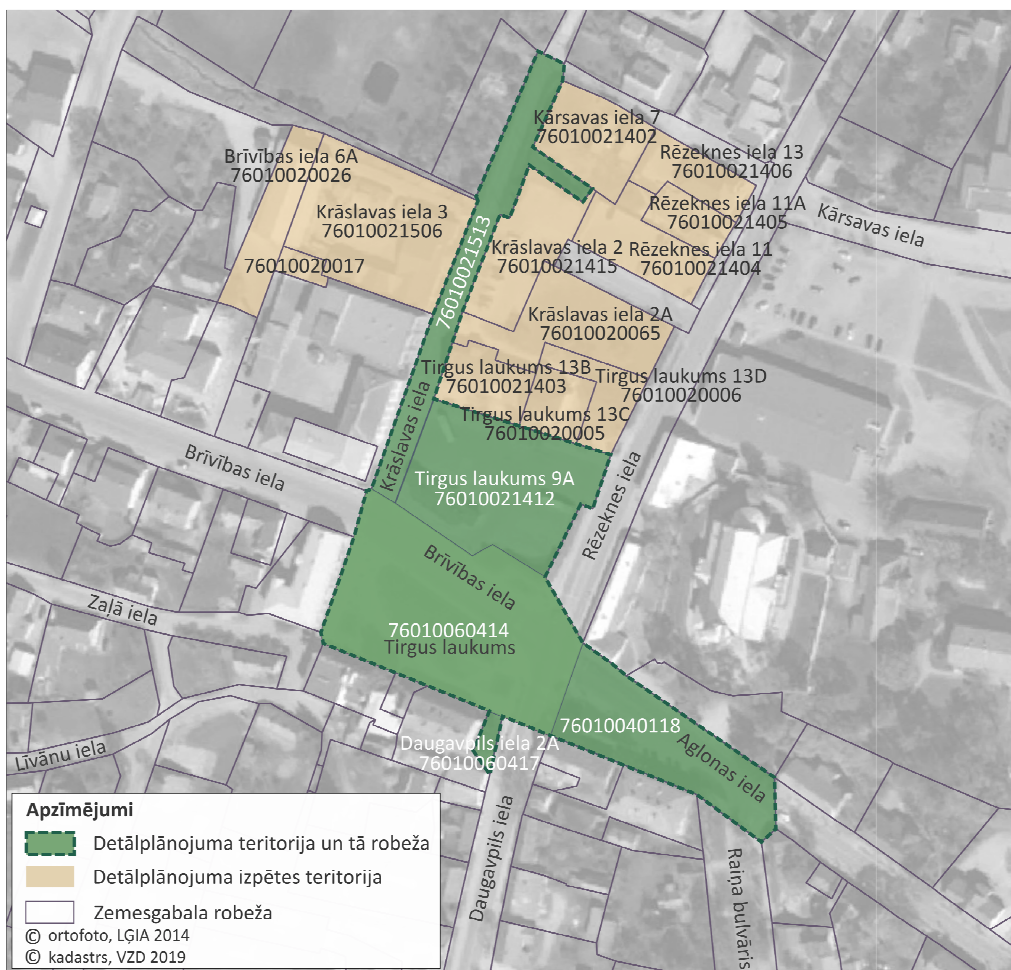 Kārsavas iela 7
76010021402
Rēzeknes iela 13
76010021406
Brīvības iela 6A
76010020026
Rēzeknes iela 11A
76010021405
Krāslavas iela 3
76010021506
Kārsavas iela
76010021513
Krāslavas iela 2
76010021415
Rēzeknes iela 11
76010021404
76010020017
Krāslavas iela 2A
76010020065
Tirgus laukums 13B
76010021403
Tirgus laukums 13D
76010020006
Tirgus laukums 13C
76010020005
Krāslavas iela
Brīvības iela
Tirgus laukums 9A
76010021412
Rēzeknes iela
Brīvības iela
Zaļā iela
76010060414
Tirgus laukums
76010040118
Aglonas iela
Līvānu iela
Daugavpils iela 2A
76010060417
Daugavpils iela
Raiņa bulvāris
Apzīmējumi
Detālplānojuma teritorija un tā robeža
Detālplānojuma izpētes teritorija
Zemesgabala robeža
© ortofoto, LĢIA 2014
© kadastrs, VZD 2019